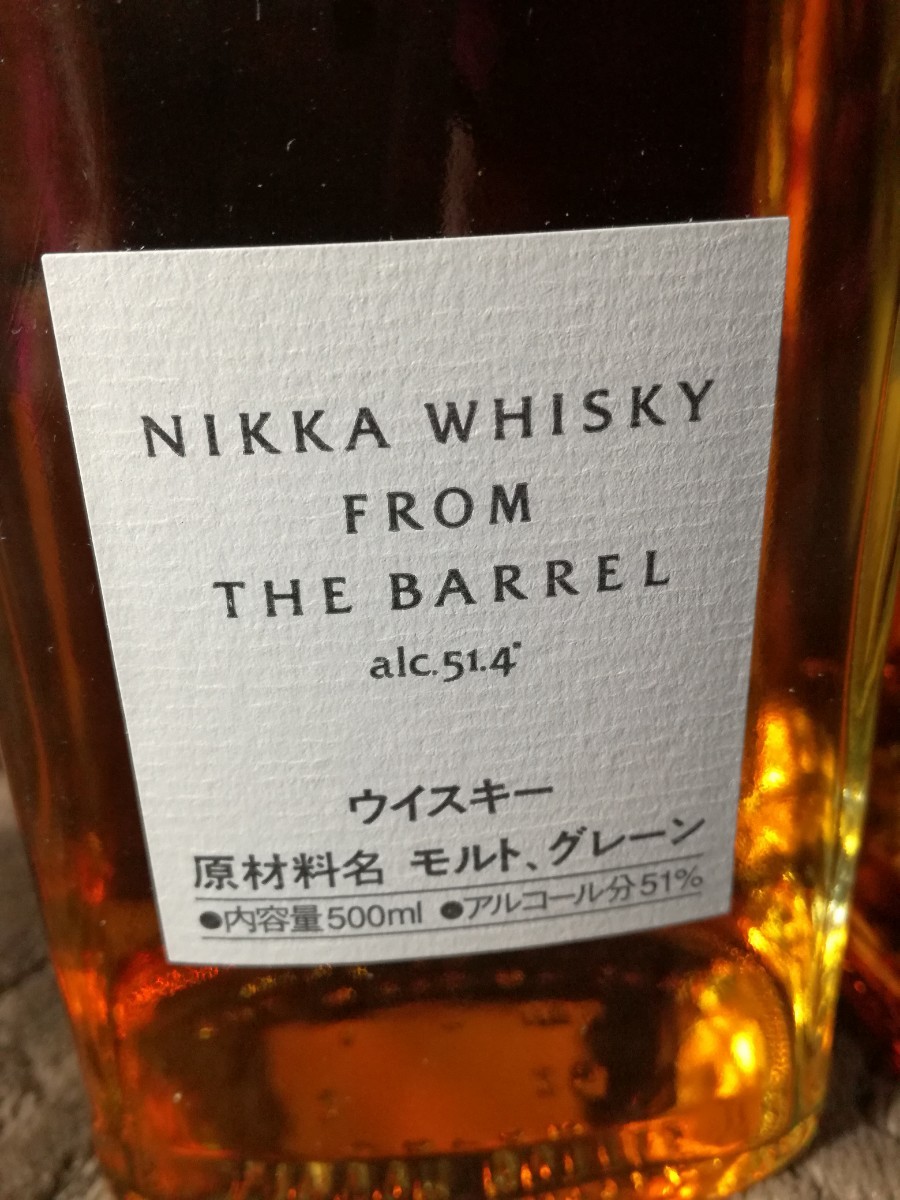 NIKKA WHISKY
FROM
THE BARREL
alc.51.4°
ウイスキー
原材料名 モルト、グレーン
●内容量500ml ●アルコール分51%